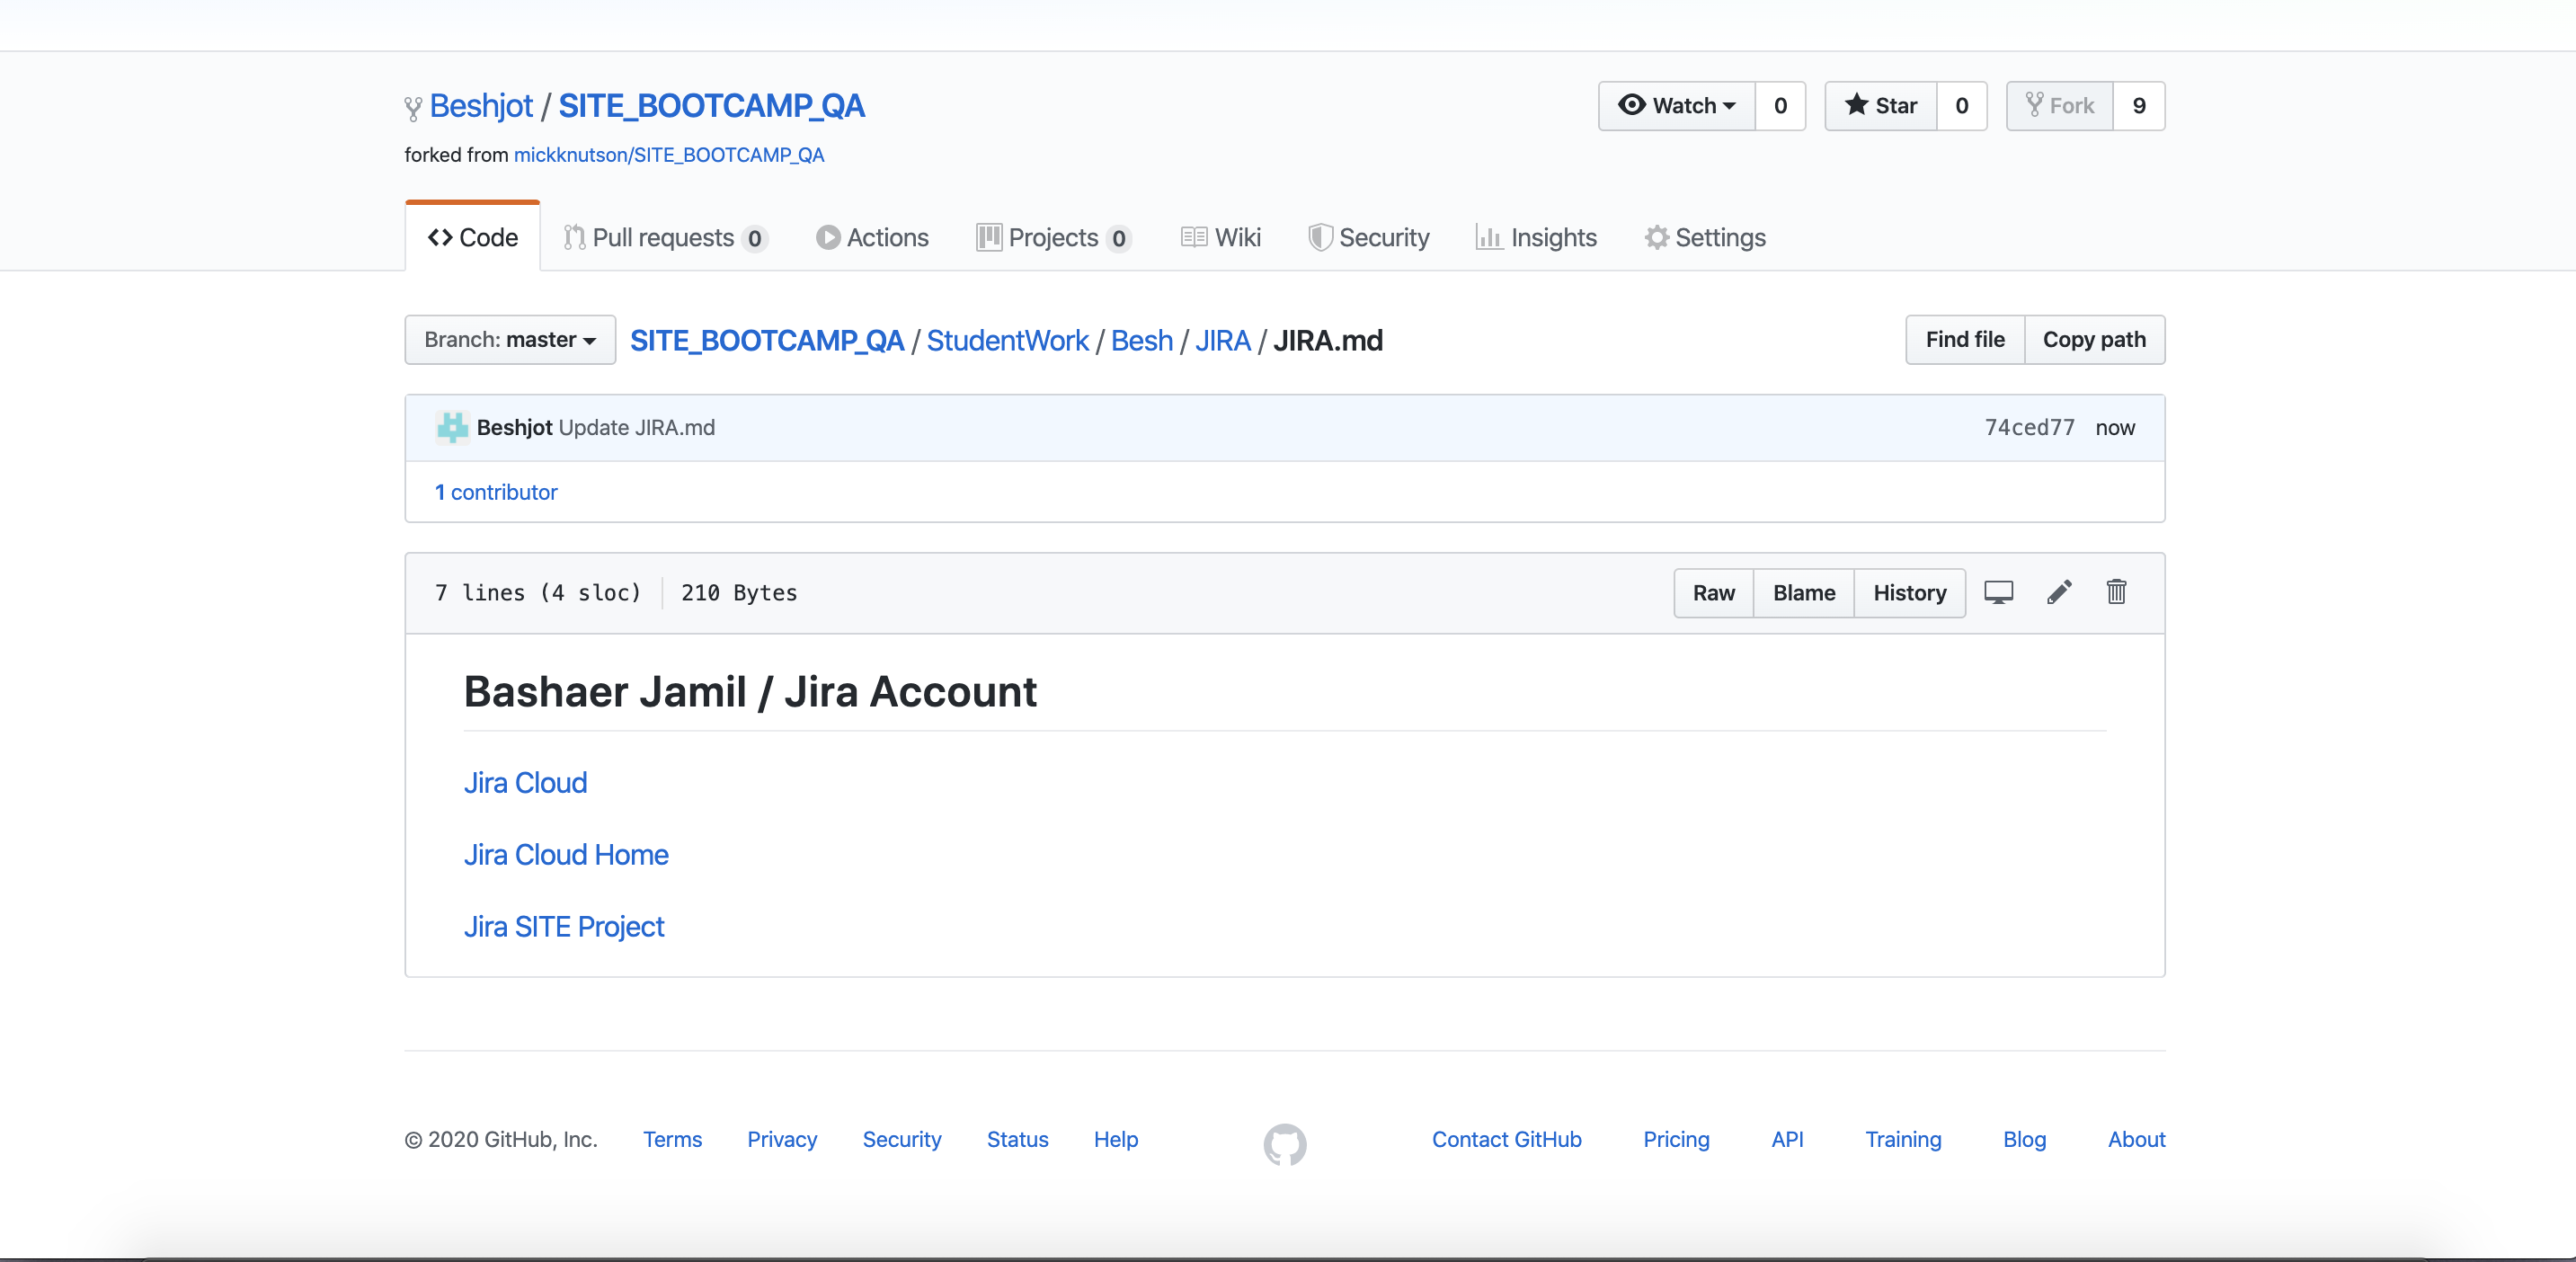 Beshjot / SITE_BOOTCAMP_QA
Watch 0 Star 0 Fork 9
forked from mickknutson/SITE_BOOTCAMP_QA
Code Pull requests 0 Actions Projects 0 Wiki Security Insights Settings
Branch: master SITE_BOOTCAMP_QA / StudentWork / Besh / JIRA / JIRA.md Find file Copy path
Beshjot Update JIRA.md 74ced77 now
1 contributor
7 lines (4 sloc) 210 Bytes Raw Blame History
Bashaer Jamil / Jira Account
Jira Cloud
Jira Cloud Home
Jira SITE Project
© 2020 GitHub, Inc. Terms Privacy Security Status Help Contact GitHub Pricing API Training Blog About